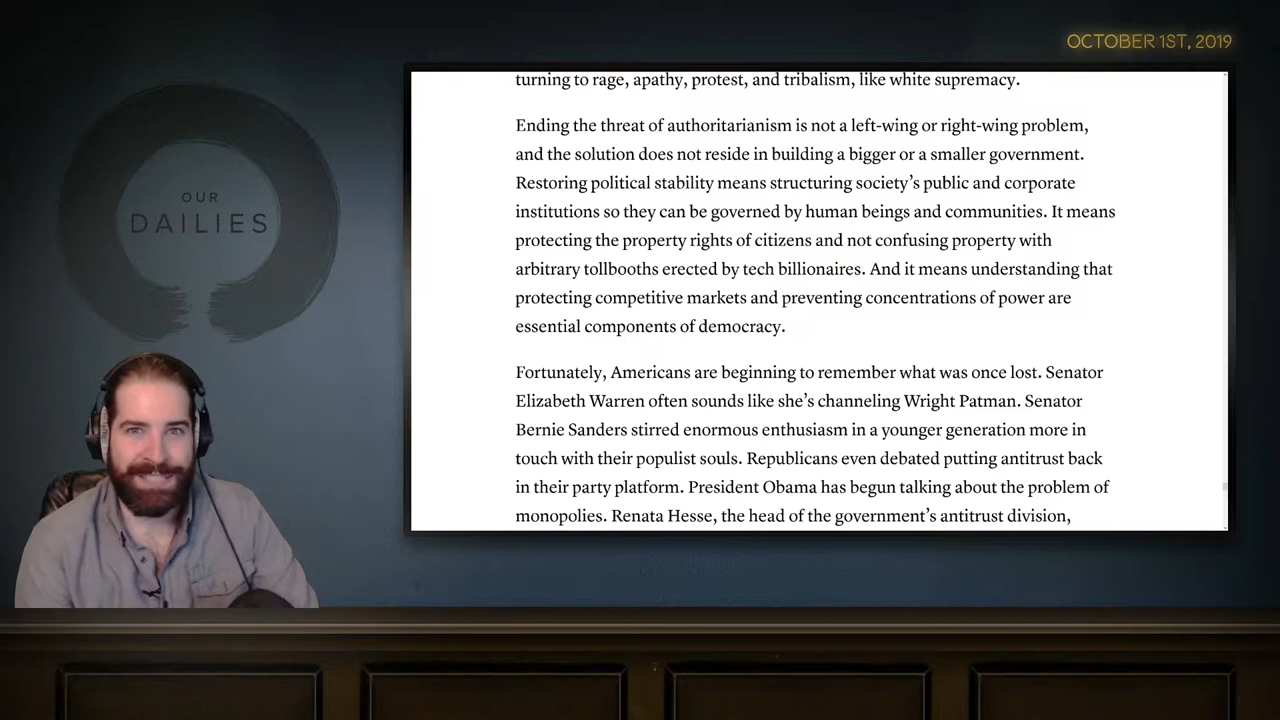 OCTOBER 1ST, 2019
OUR
DAILIES
turning to rage, apathy, protest, and tribalism, like white supremacy.
Ending the threat of authoritarianism is not a left-wing or right-wing problem,
and the solution does not reside in building a bigger or a smaller government.
Restoring political stability means structuring society’s public and corporate
institutions so they can be governed by human beings and communities. It means
protecting the property rights of citizens and not confusing property with
arbitrary tollbooths erected by tech billionaires. And it means understanding that
protecting competitive markets and preventing concentrations of power are
essential components of democracy.
Fortunately, Americans are beginning to remember what was once lost. Senator
Elizabeth Warren often sounds like she’s channeling Wright Patman. Senator
Bernie Sanders stirred enormous enthusiasm in a younger generation more in
touch with their populist souls. Republicans even debated putting antitrust back
in their party platform. President Obama has begun talking about the problem of
monopolies. Renata Hesse, the head of the government’s antitrust division,